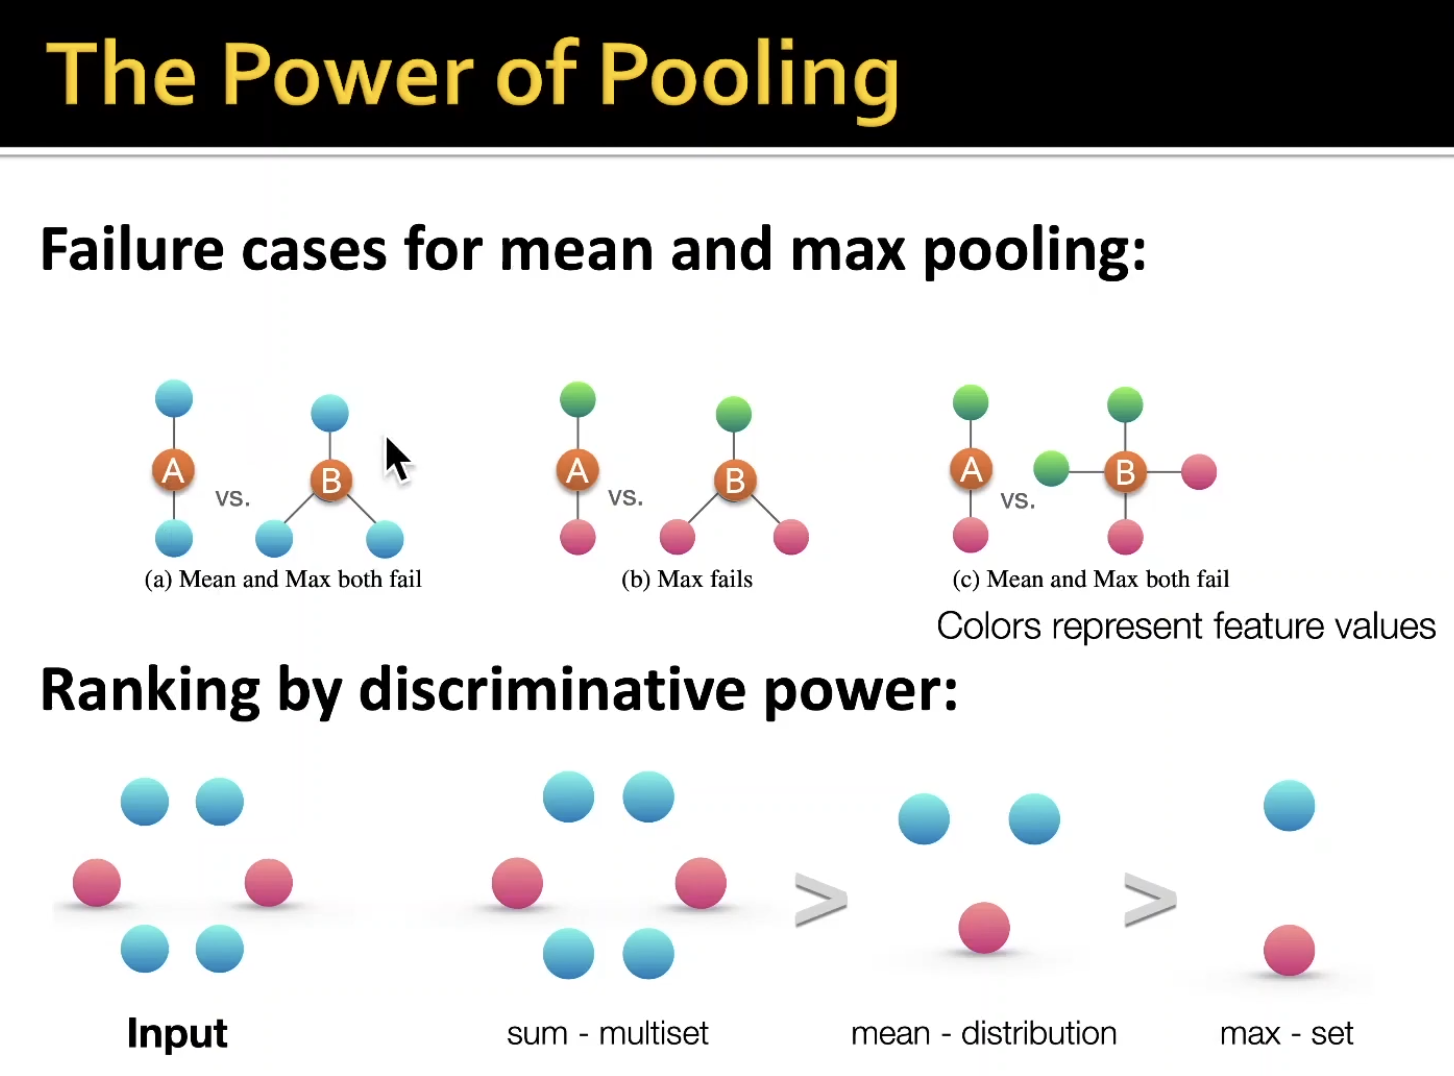 The Power of Pooling
Failure cases for mean and max pooling:
A vs. B
A vs. B
A vs. B
(a) Mean and Max both fail
(b) Max fails
(c) Mean and Max both fail
Colors represent feature values
Ranking by discriminative power:
> >
Input
sum - multiset
mean - distribution
max - set